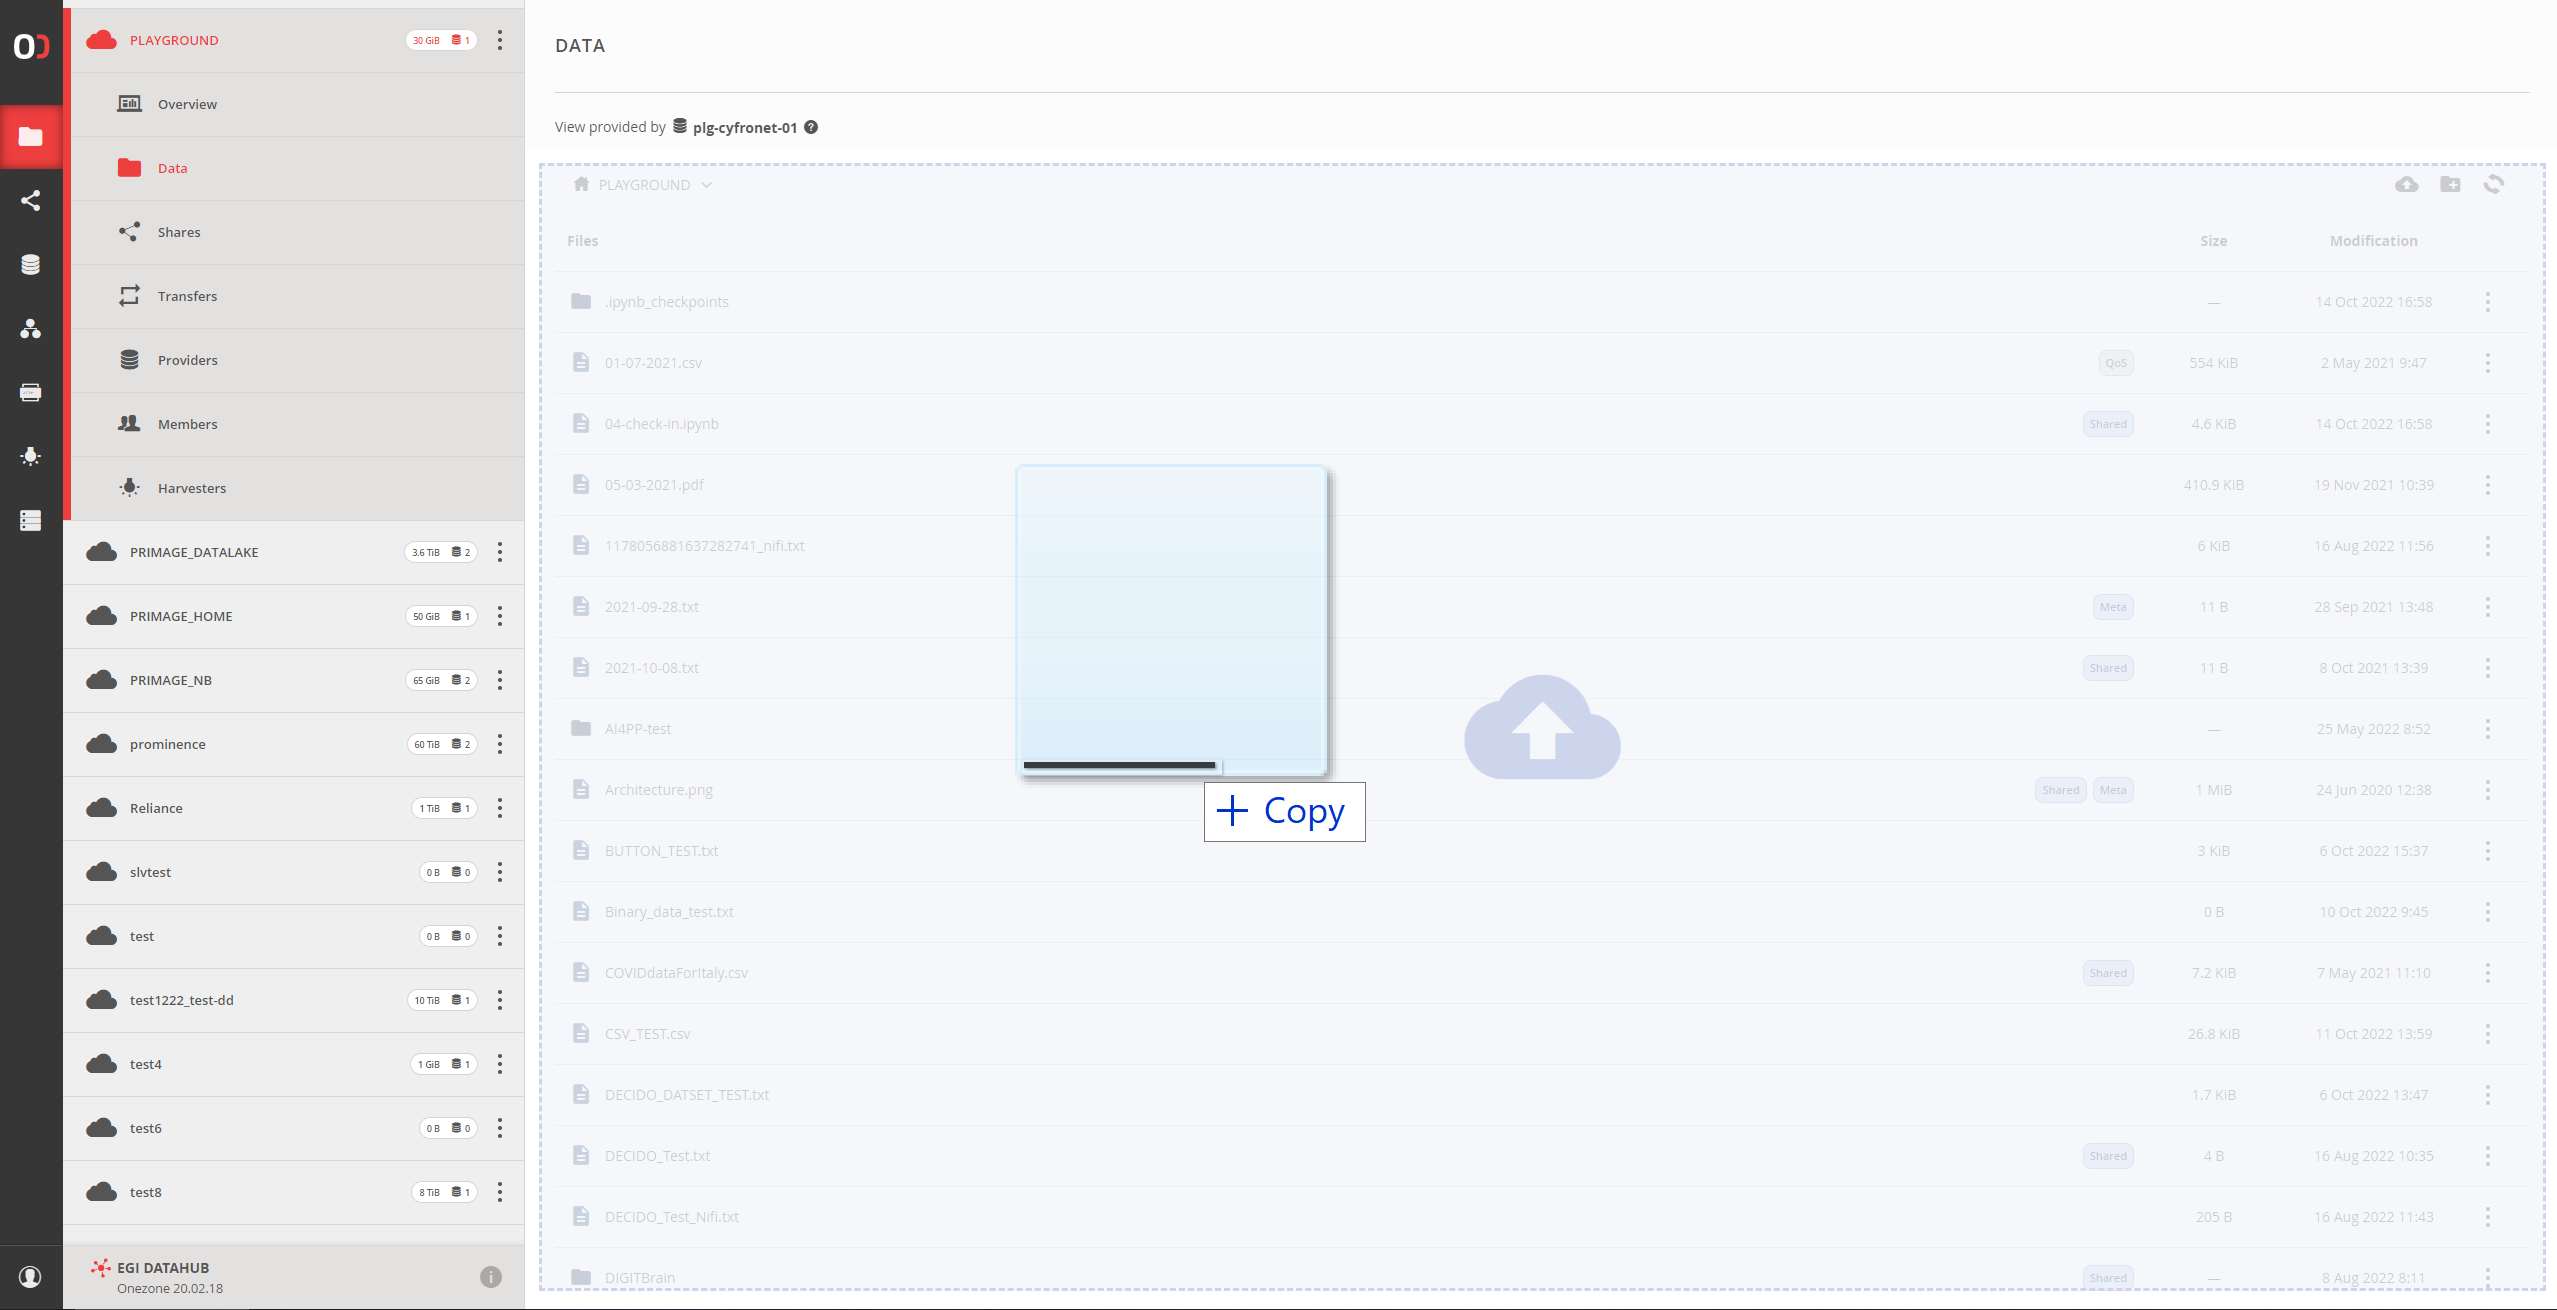 PLAYGROUND 30 GiB 1
Overview
Data
Shares
Transfers
Providers
Members
Harvesters
PRIMAGE_DATALAKE 3.6 TiB 2
PRIMAGE_HOME 50 GiB 1
PRIMAGE_NB 65 GiB 2
prominence 60 TiB 2
Reliance 1 TiB 1
slvtest 0 B 0
test 0 B 0
test1222_test-dd 10 TiB 1
test4 1 GiB 1
test6 0 B 0
test8 8 TiB 1
EGI DATAHUB
Onezone 20.02.18
DATA
View provided by plg-cyfronet-01
PLAYGROUND
Files Size Modification
.ipynb_checkpoints — 14 Oct 2022 16:58
01-07-2021.csv QoS 554 KiB 2 May 2021 9:47
04-check-in.ipynb Shared 4.6 KiB 14 Oct 2022 16:58
05-03-2021.pdf 410.9 KiB 19 Nov 2021 10:39
1178056881637282741_nifi.txt 6 KiB 16 Aug 2022 11:56
2021-09-28.txt Meta 11 B 28 Sep 2021 13:48
2021-10-08.txt Shared 11 B 8 Oct 2021 13:39
AI4PP-test — 25 May 2022 8:52
Architecture.png Shared Meta 1 MiB 24 Jun 2020 12:38
+ Copy
BUTTON_TEST.txt 3 KiB 6 Oct 2022 15:37
Binary_data_test.txt 0 B 10 Oct 2022 9:45
COVIDdataForItaly.csv Shared 7.2 KiB 7 May 2021 11:10
CSV_TEST.csv 26.8 KiB 11 Oct 2022 13:59
DECIDO_DATSET_TEST.txt 1.7 KiB 6 Oct 2022 13:47
DECIDO_Test.txt Shared 4 B 16 Aug 2022 10:35
DECIDO_Test_Nifi.txt 205 B 16 Aug 2022 11:43
DIGITBrain Shared — 8 Aug 2022 8:11